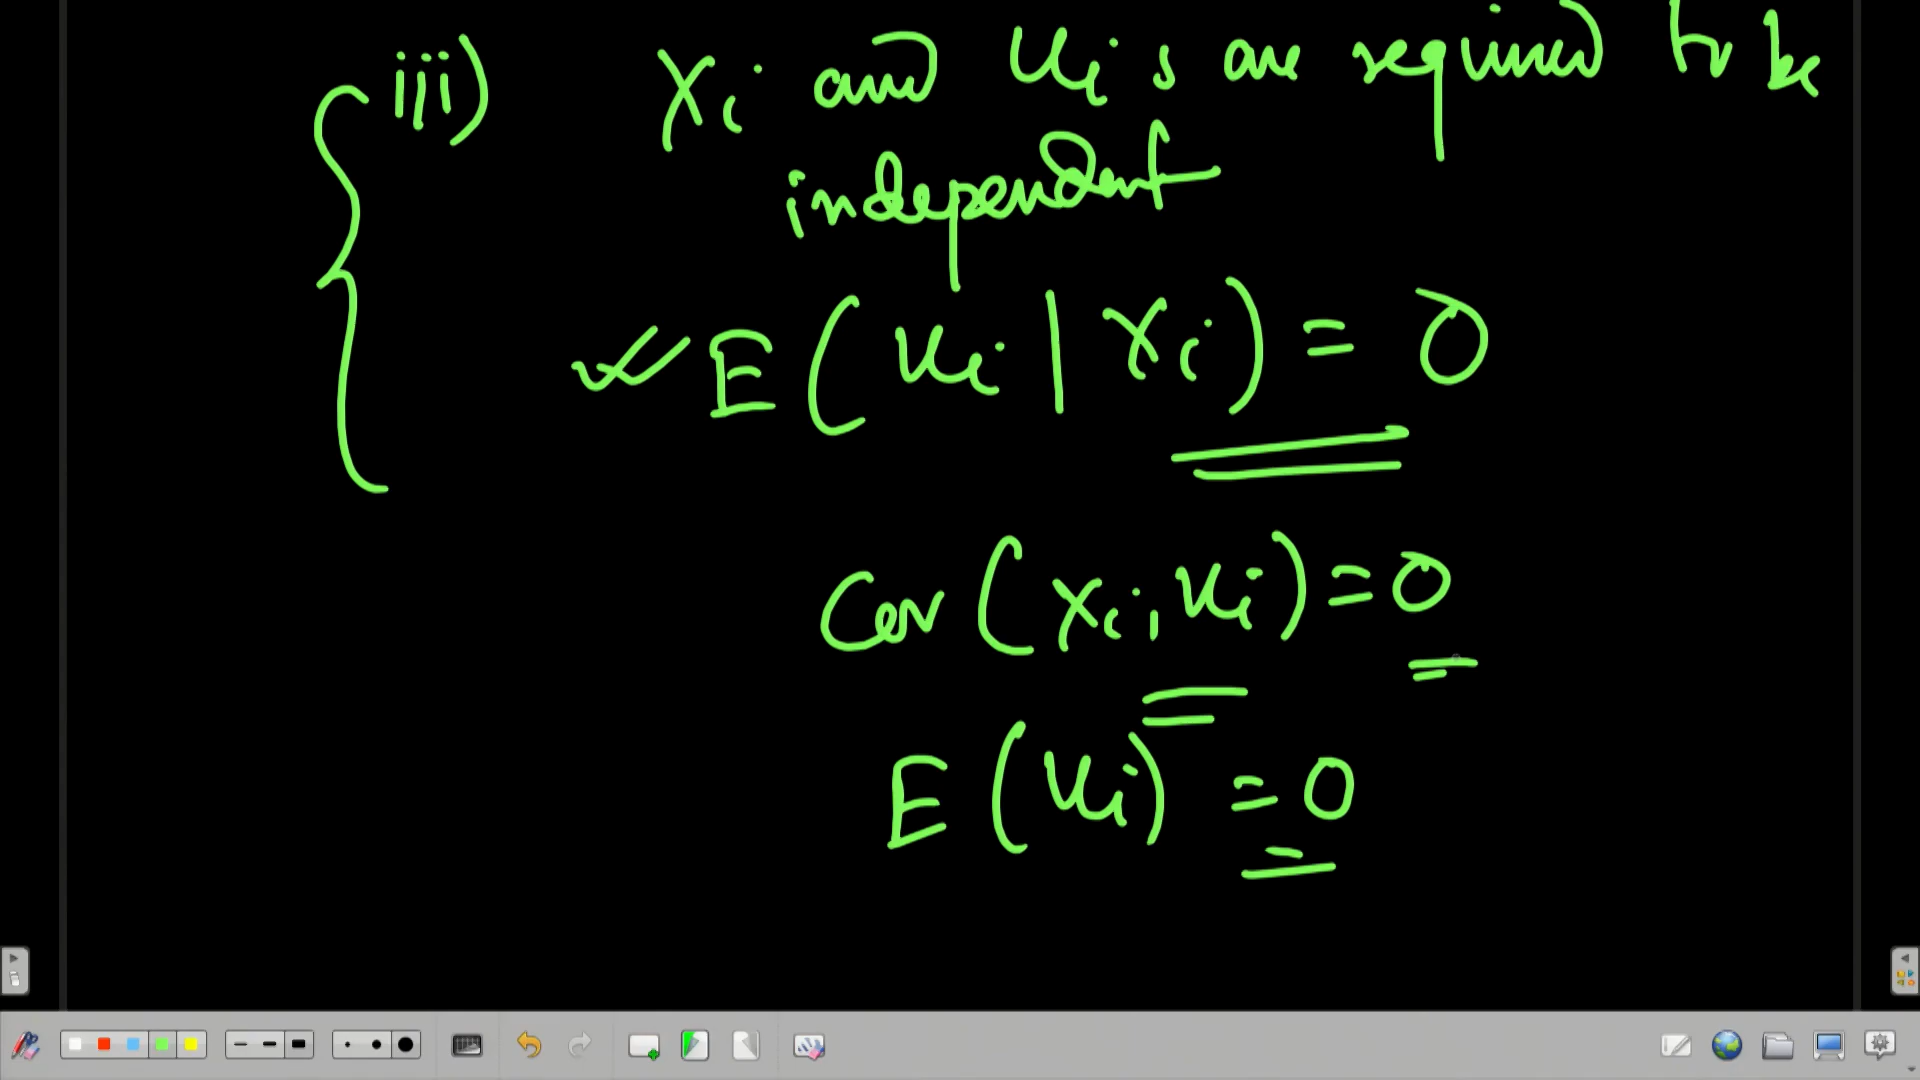 iii) Xi and ui s are required to be
independent
E(ui | Xi) = 0
Cov(Xi, ui) = 0
E(ui) = 0